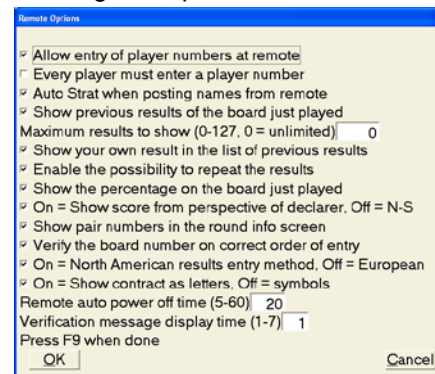 Remote Options
Allow entry of player numbers at remote
Every player must enter a player number
Auto Strat when posting names from remote
Show previous results of the board just played
Maximum results to show (0-127, 0 = unlimited) 0
Show your own result in the list of previous results
Enable the possibility to repeat the results
Show the percentage on the board just played
On = Show score from perspective of declarer, Off = N-S
Show pair numbers in the round info screen
Verify the board number on correct order of entry
On = North American results entry method, Off = European
On = Show contract as letters, Off = symbols
Remote auto power off time (5-60) 20
Verification message display time (1-7) 1
Press F9 when done
OK Cancel